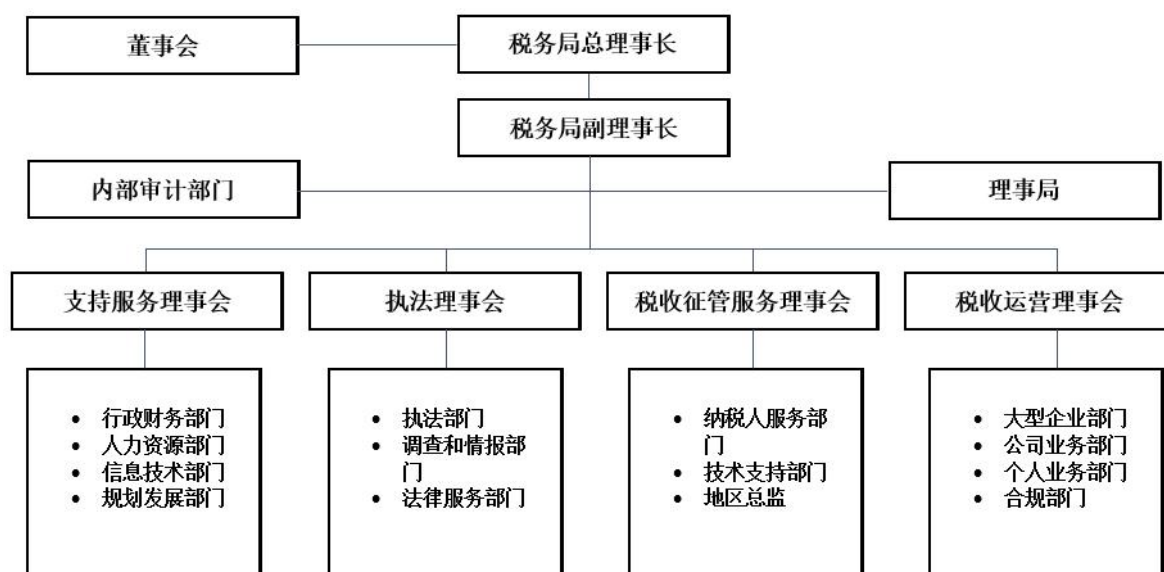 董事会
税务局总理事长
税务局副理事长
内部审计部门
理事局
支持服务理事会
执法理事会
税收征管服务理事会
税收运营理事会
• 行政财务部门
• 人力资源部门
• 信息技术部门
• 规划发展部门
• 执法部门
• 调查和情报部
门
• 法律服务部门
• 纳税人服务部
门
• 技术支持部门
• 地区总监
• 大型企业部门
• 公司业务部门
• 个人业务部门
• 合规部门